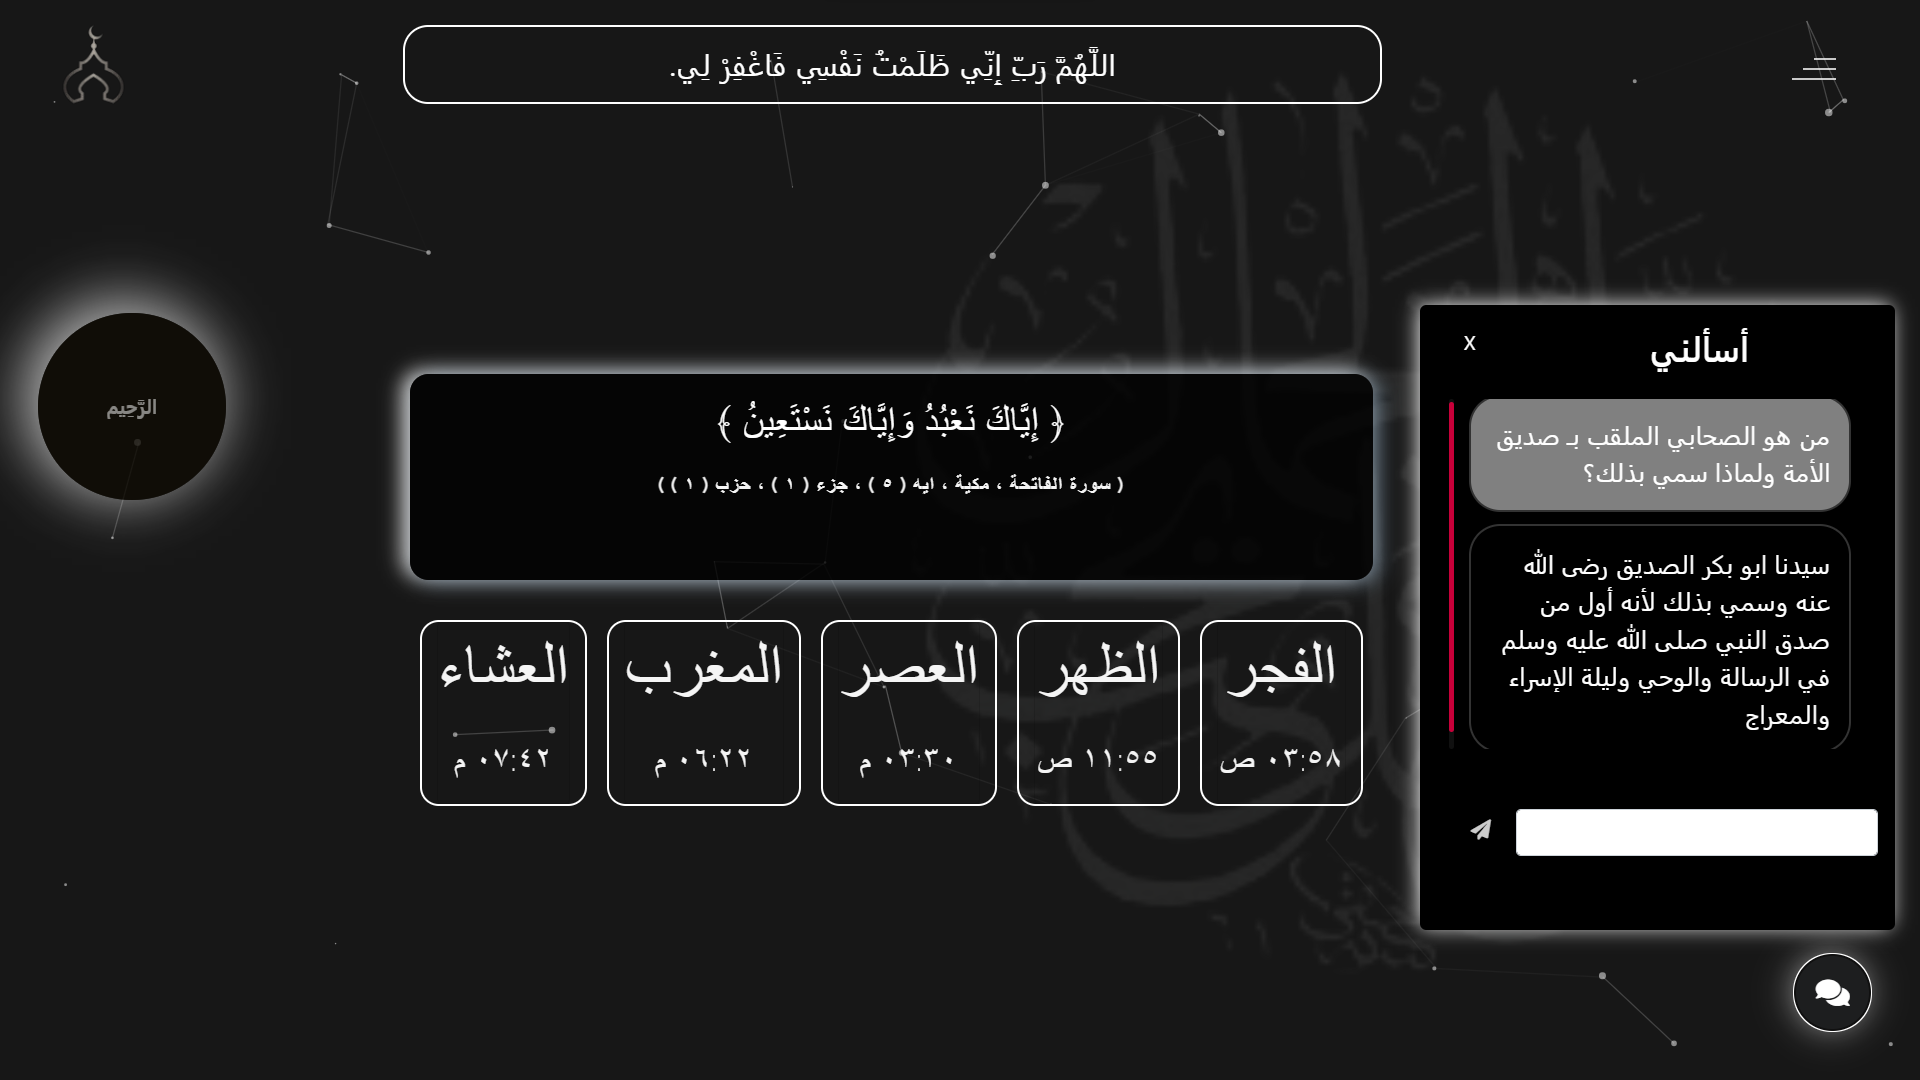 اللَّهُمَّ رَبِّ إِنِّي ظَلَمْتُ نَفْسِي فَاغْفِرْ لِي.
الرَّحِيم
﴿ إِيَّاكَ نَعْبُدُ وَإِيَّاكَ نَسْتَعِينُ ﴾
( سورة الفاتحة ، مكية ، ايه ( ٥ ) ، جزء ( ١ ) ، حزب ( ١ ) )
الفجر
٠٣:٥٨ ص
الظهر
١١:٥٥ ص
العصر
٠٣:٣٠ م
المغرب
٠٦:٢٢ م
العشاء
٠٧:٤٢ م
أسألني
X
من هو الصحابي الملقب بـ صديق
الأمة ولماذا سمي بذلك؟
سيدنا ابو بكر الصديق رضى الله
عنه وسمي بذلك لأنه أول من
صدق النبي صلى الله عليه وسلم
في الرسالة والوحي وليلة الإسراء
والمعراج